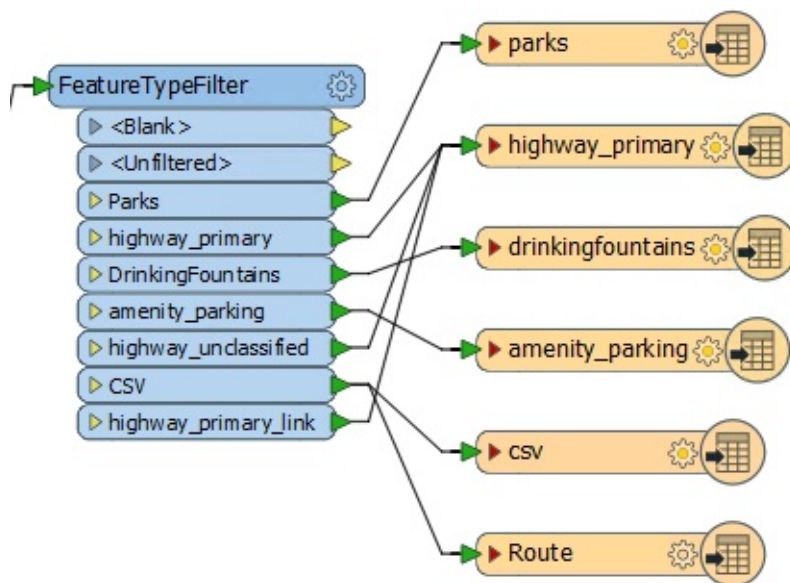 FeatureTypeFilter
<Blank>
<Unfiltered>
Parks
highway_primary
DrinkingFountains
amenity_parking
highway_unclassified
CSV
highway_primary_link
parks
highway_primary
drinkingfountains
amenity_parking
csv
Route